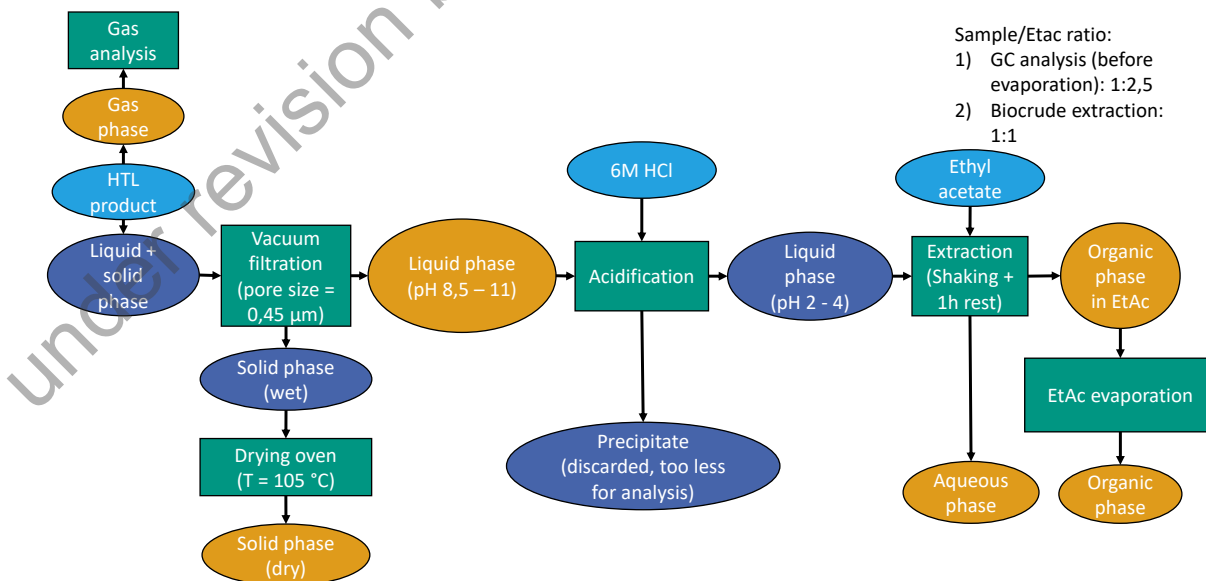 Gas
analysis
Gas
phase
HTL
product
Liquid +
solid
phase
Vacuum
filtration
(pore size =
0,45 µm)
Solid phase
(wet)
Drying oven
(T = 105 °C)
Solid phase
(dry)
Liquid phase
(pH 8,5 – 11)
6M HCl
Acidification
Precipitate
(discarded, too less
for analysis)
Liquid
phase
(pH 2 - 4)
Sample/Etac ratio:
1) GC analysis (before
evaporation): 1:2,5
2) Biocrude extraction:
1:1
Ethyl
acetate
Extraction
(Shaking +
1h rest)
Aqueous
phase
Organic
phase
in EtAc
EtAc evaporation
Organic
phase
under revision